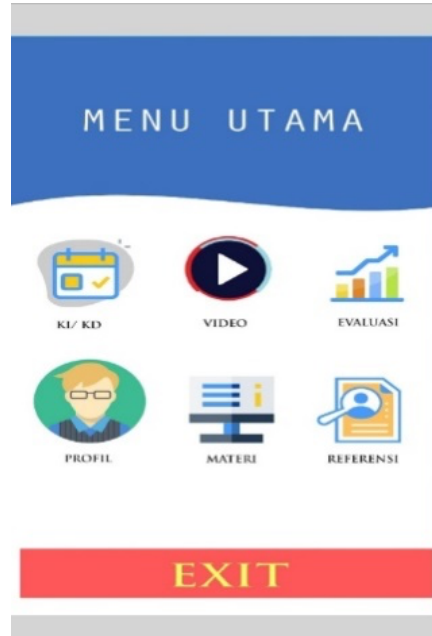 MENU UTAMA
KI/ KD VIDEO EVALUASI
PROFIL MATERI REFERENSI
EXIT